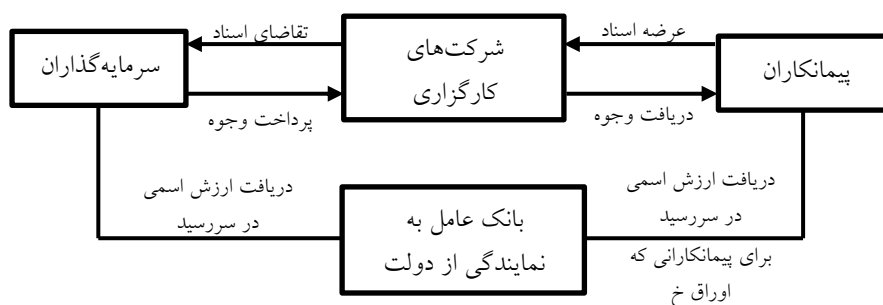 تقاضای اسناد
عرضه اسناد
سرمایه‌گذاران
شرکت‌های
کارگزاری
پیمانکاران
پرداخت وجوه
دریافت وجوه
دریافت ارزش اسمی
در سررسید
بانک عامل به
نمایندگی از دولت
دریافت ارزش اسمی
در سررسید
برای پیمانکارانی که
اوراق خ